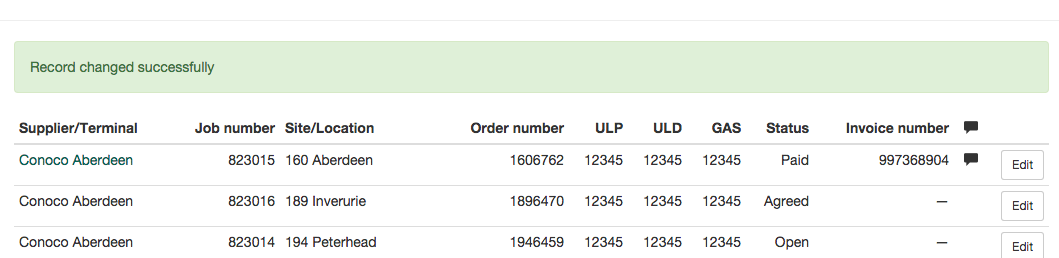 Record changed successfully
Supplier/Terminal Job number Site/Location Order number ULP ULD GAS Status Invoice number
Conoco Aberdeen 823015 160 Aberdeen 1606762 12345 12345 12345 Paid 997368904 Edit
Conoco Aberdeen 823016 189 Inverurie 1896470 12345 12345 12345 Agreed — Edit
Conoco Aberdeen 823014 194 Peterhead 1946459 12345 12345 12345 Open — Edit